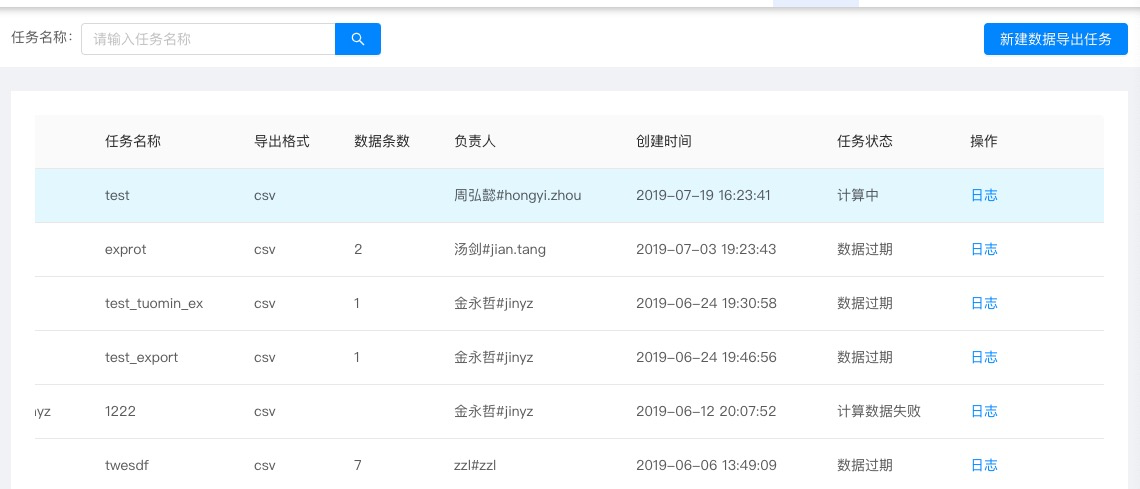 任务名称： 请输入任务名称 新建数据导出任务
任务名称 导出格式 数据条数 负责人 创建时间 任务状态 操作
test csv 周弘懿#hongyi.zhou 2019-07-19 16:23:41 计算中 日志
exprot csv 2 汤剑#jian.tang 2019-07-03 19:23:43 数据过期 日志
test_tuomin_ex csv 1 金永哲#jinyz 2019-06-24 19:30:58 数据过期 日志
test_export csv 1 金永哲#jinyz 2019-06-24 19:46:56 数据过期 日志
yz 1222 csv 金永哲#jinyz 2019-06-12 20:07:52 计算数据失败 日志
twesdf csv 7 zzl#zzl 2019-06-06 13:49:09 数据过期 日志